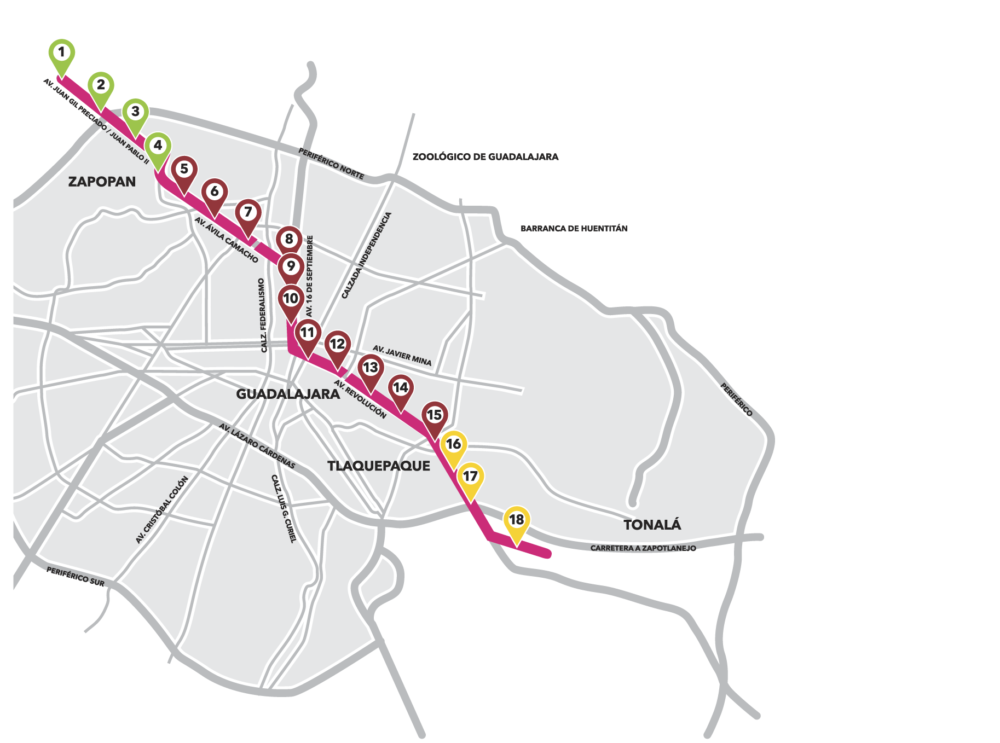 1
2
3
AV. JUAN GIL PRECIADO / JUAN PABLO II
4
PERIFÉRICO NORTE
ZOOLÓGICO DE GUADALAJARA
5
ZAPOPAN
6
7
AV. ÁVILA CAMACHO
BARRANCA DE HUENTITÁN
8
9
10
AV. 16 DE SEPTIEMBRE
CALZADA INDEPENDENCIA
CALZ. FEDERALISMO
11
12
AV. JAVIER MINA
13
14
GUADALAJARA
AV. REVOLUCIÓN
PERIFÉRICO
15
16
AV. LÁZARO CÁRDENAS
TLAQUEPAQUE
17
CALZ. LUIS G. CURIEL
AV. CRISTÓBAL COLÓN
18
TONALÁ
CARRETERA A ZAPOTLANEJO
PERIFÉRICO SUR